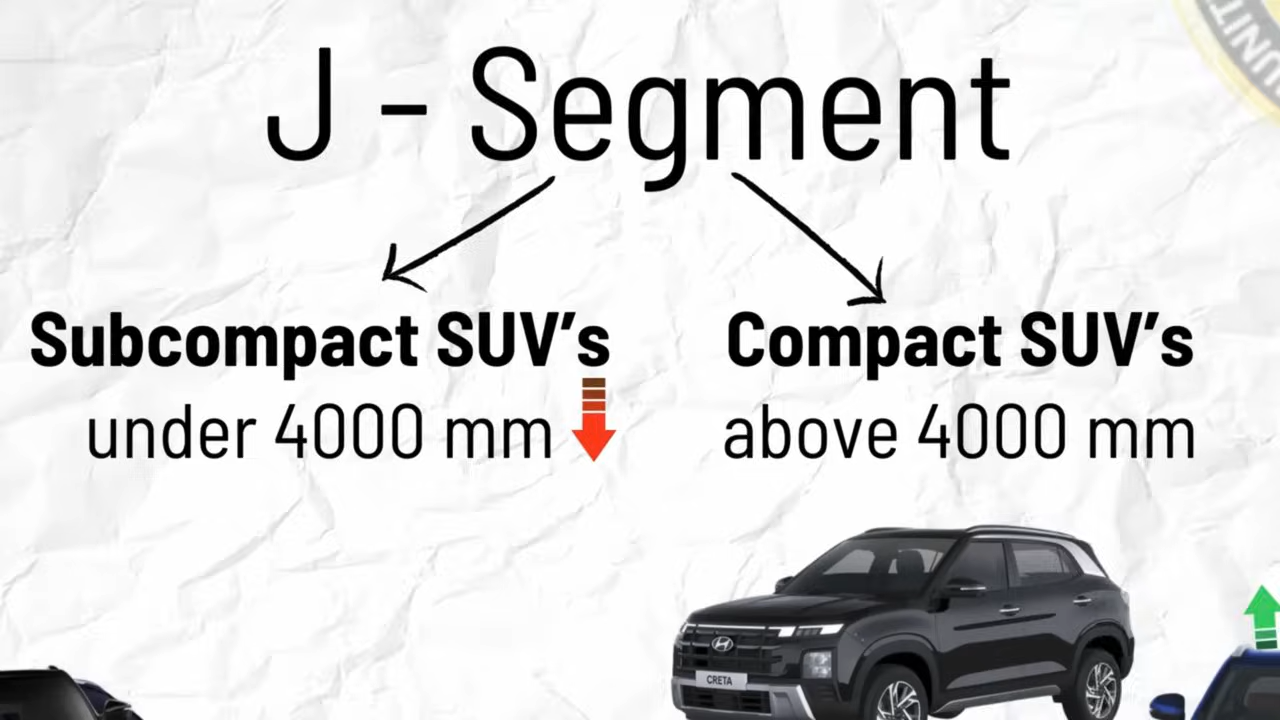 J - Segment
Subcompact SUV’s
under 4000 mm
Compact SUV’s
above 4000 mm
CRETA